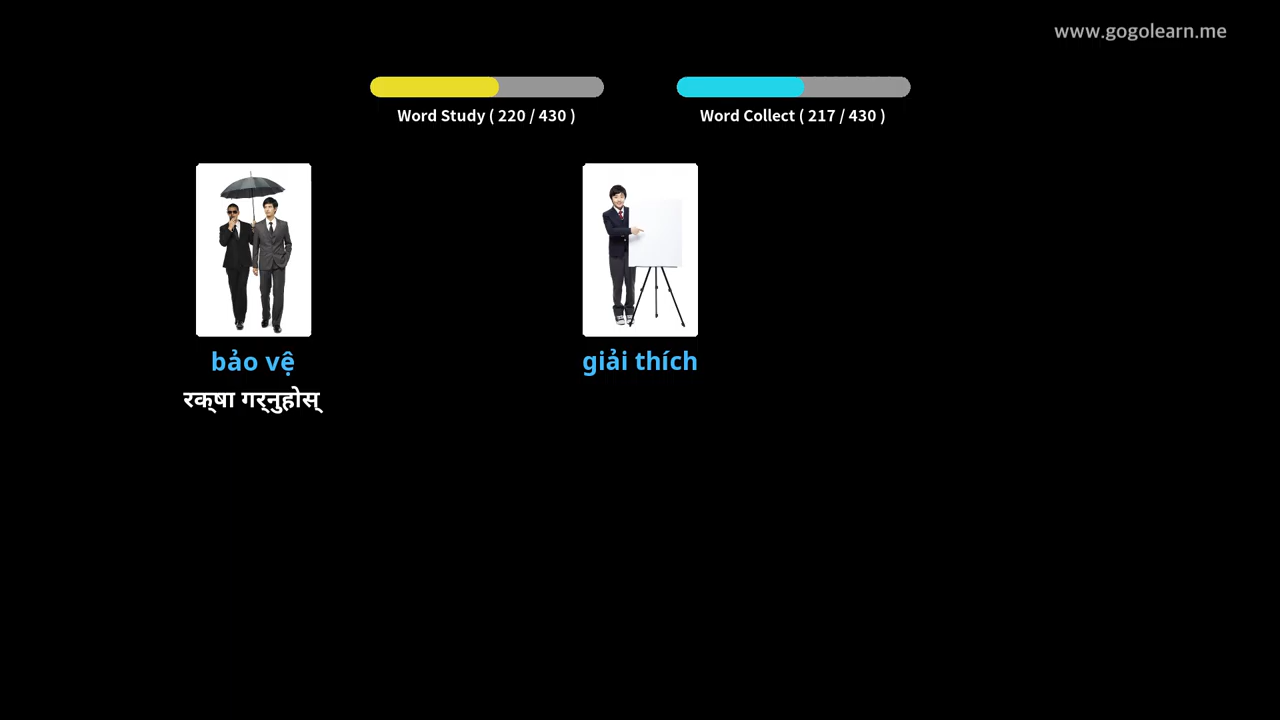 www.gogolearn.me
Word Study ( 220 / 430 )
Word Collect ( 217 / 430 )
bảo vệ
giải thích
रक्षा गर्नुहोस्